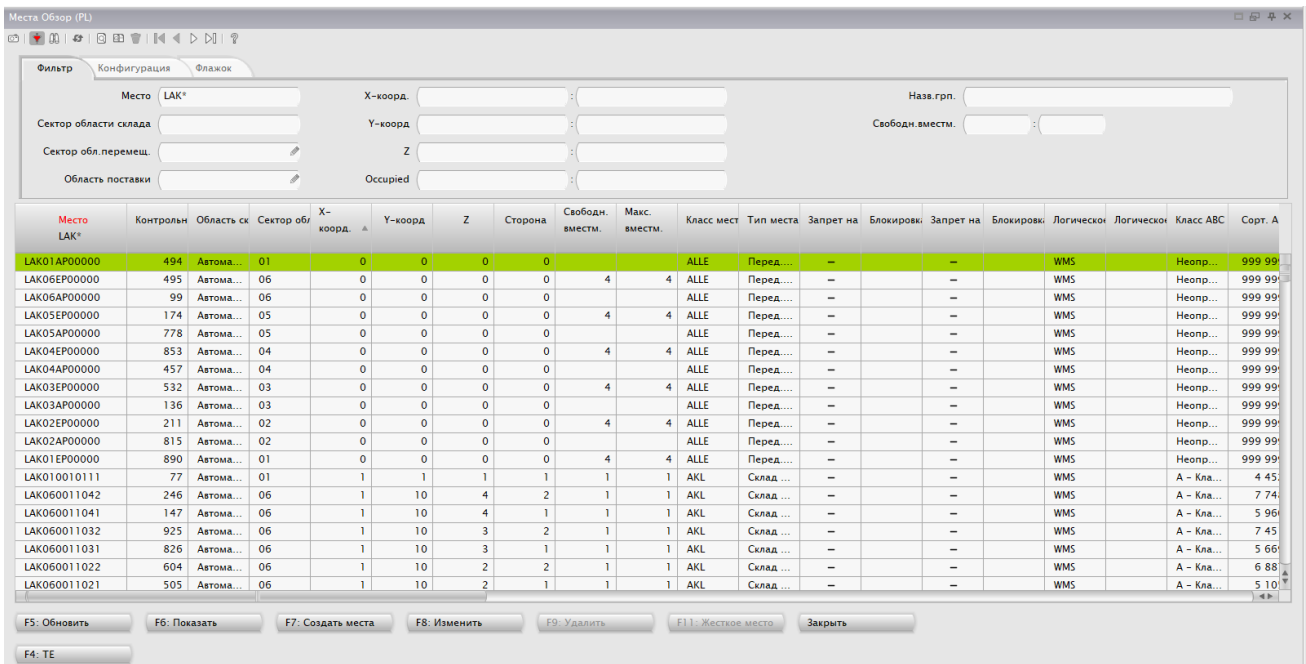 Места Обзор (PL)
Фильтр Конфигурация Флажок
Место LAK* X-коорд. : Назв.грп.
Сектор области склада Y-коорд : Свободн.вместм. :
Сектор обл.перемещ. Z :
Область поставки Occupied :
Место LAK* Контрольн Область ск Сектор обл X-коорд. Y-коорд Z Сторона Свободн. вместм. Макс. вместм. Класс мест Тип места Запрет на Блокировк Запрет на Блокировк Логическое Логическое Класс ABC Сорт. A
LAK01AP00000 494 Автома... 01 0 0 0 0 ALLE Перед.... – – WMS Неопр... 999 99
LAK06EP00000 495 Автома... 06 0 0 0 0 4 4 ALLE Перед.... – – WMS Неопр... 999 99
LAK06AP00000 99 Автома... 06 0 0 0 0 ALLE Перед.... – – WMS Неопр... 999 99
LAK05EP00000 174 Автома... 05 0 0 0 0 4 4 ALLE Перед.... – – WMS Неопр... 999 99
LAK05AP00000 778 Автома... 05 0 0 0 0 ALLE Перед.... – – WMS Неопр... 999 99
LAK04EP00000 853 Автома... 04 0 0 0 0 4 4 ALLE Перед.... – – WMS Неопр... 999 99
LAK04AP00000 457 Автома... 04 0 0 0 0 ALLE Перед.... – – WMS Неопр... 999 99
LAK03EP00000 532 Автома... 03 0 0 0 0 4 4 ALLE Перед.... – – WMS Неопр... 999 99
LAK03AP00000 136 Автома... 03 0 0 0 0 ALLE Перед.... – – WMS Неопр... 999 99
LAK02EP00000 211 Автома... 02 0 0 0 0 4 4 ALLE Перед.... – – WMS Неопр... 999 99
LAK02AP00000 815 Автома... 02 0 0 0 0 ALLE Перед.... – – WMS Неопр... 999 99
LAK01EP00000 890 Автома... 01 0 0 0 0 4 4 ALLE Перед.... – – WMS Неопр... 999 99
LAK010010111 77 Автома... 01 1 1 1 1 1 1 AKL Склад ... – – WMS A – Кла... 4 45
LAK060011042 246 Автома... 06 1 10 4 2 1 1 AKL Склад ... – – WMS A – Кла... 7 74
LAK060011041 147 Автома... 06 1 10 4 1 1 1 AKL Склад ... – – WMS A – Кла... 5 96
LAK060011032 925 Автома... 06 1 10 3 2 1 1 AKL Склад ... – – WMS A – Кла... 7 45
LAK060011031 826 Автома... 06 1 10 3 1 1 1 AKL Склад ... – – WMS A – Кла... 5 66
LAK060011022 604 Автома... 06 1 10 2 2 1 1 AKL Склад ... – – WMS A – Кла... 6 88
LAK060011021 505 Автома... 06 1 10 2 1 1 1 AKL Склад ... – – WMS A – Кла... 5 10
F5: Обновить F6: Показать F7: Создать места F8: Изменить F9: Удалить F11: Жесткое место Закрыть
F4: TE